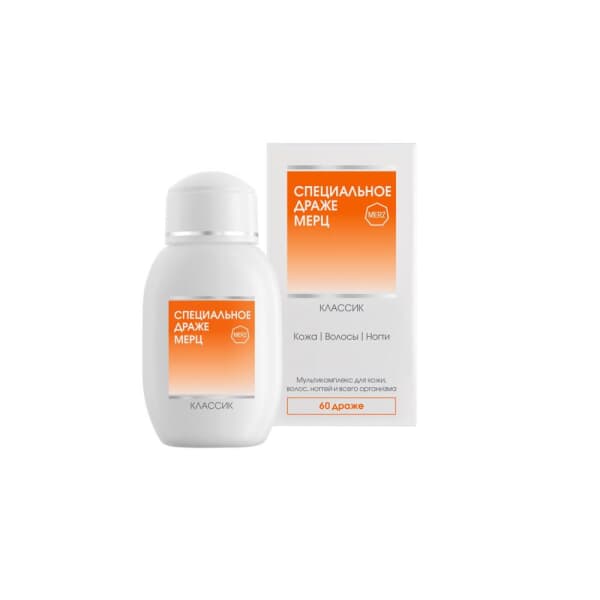 СПЕЦИАЛЬНОЕ
ДРАЖЕ
МЕРЦ
MERZ
КЛАССИК
СПЕЦИАЛЬНОЕ
ДРАЖЕ
МЕРЦ
MERZ
КЛАССИК
Кожа | Волосы | Ногти
Мультикомплекс для кожи,
волос, ногтей и всего организма
60 драже